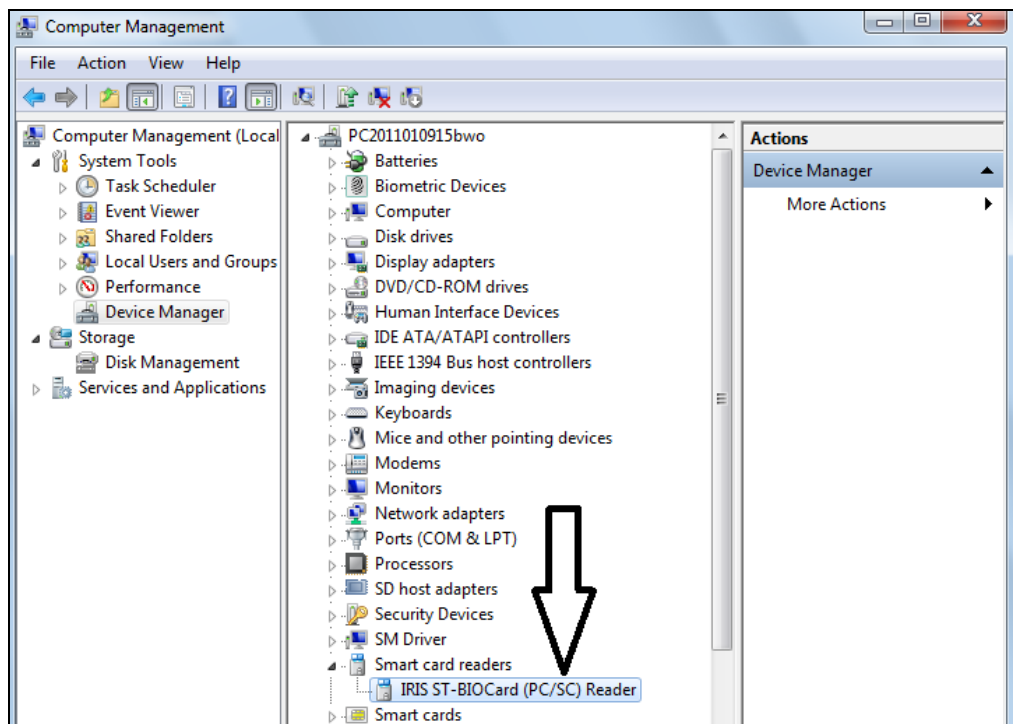 Computer Management
File Action View Help
Computer Management (Local
System Tools
Task Scheduler
Event Viewer
Shared Folders
Local Users and Groups
Performance
Device Manager
Storage
Disk Management
Services and Applications
PC2011010915bwo
Batteries
Biometric Devices
Computer
Disk drives
Display adapters
DVD/CD-ROM drives
Human Interface Devices
IDE ATA/ATAPI controllers
IEEE 1394 Bus host controllers
Imaging devices
Keyboards
Mice and other pointing devices
Modems
Monitors
Network adapters
Ports (COM & LPT)
Processors
SD host adapters
Security Devices
SM Driver
Smart card readers
IRIS ST-BIOCard (PC/SC) Reader
Smart cards
Actions
Device Manager
More Actions